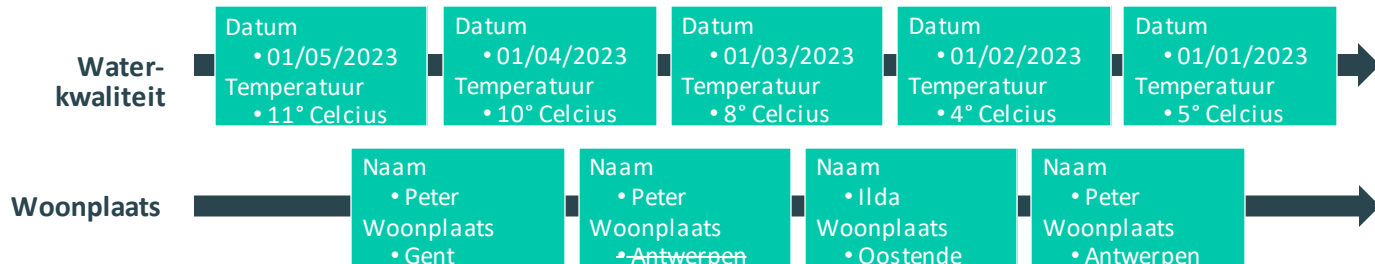 Water-
kwaliteit
Datum
• 01/05/2023
Temperatuur
• 11° Celcius
Datum
• 01/04/2023
Temperatuur
• 10° Celcius
Datum
• 01/03/2023
Temperatuur
• 8° Celcius
Datum
• 01/02/2023
Temperatuur
• 4° Celcius
Datum
• 01/01/2023
Temperatuur
• 5° Celcius
Woonplaats
Naam
• Peter
Woonplaats
• Gent
Naam
• Peter
Woonplaats
• Antwerpen
Naam
• Ilda
Woonplaats
• Oostende
Naam
• Peter
Woonplaats
• Antwerpen